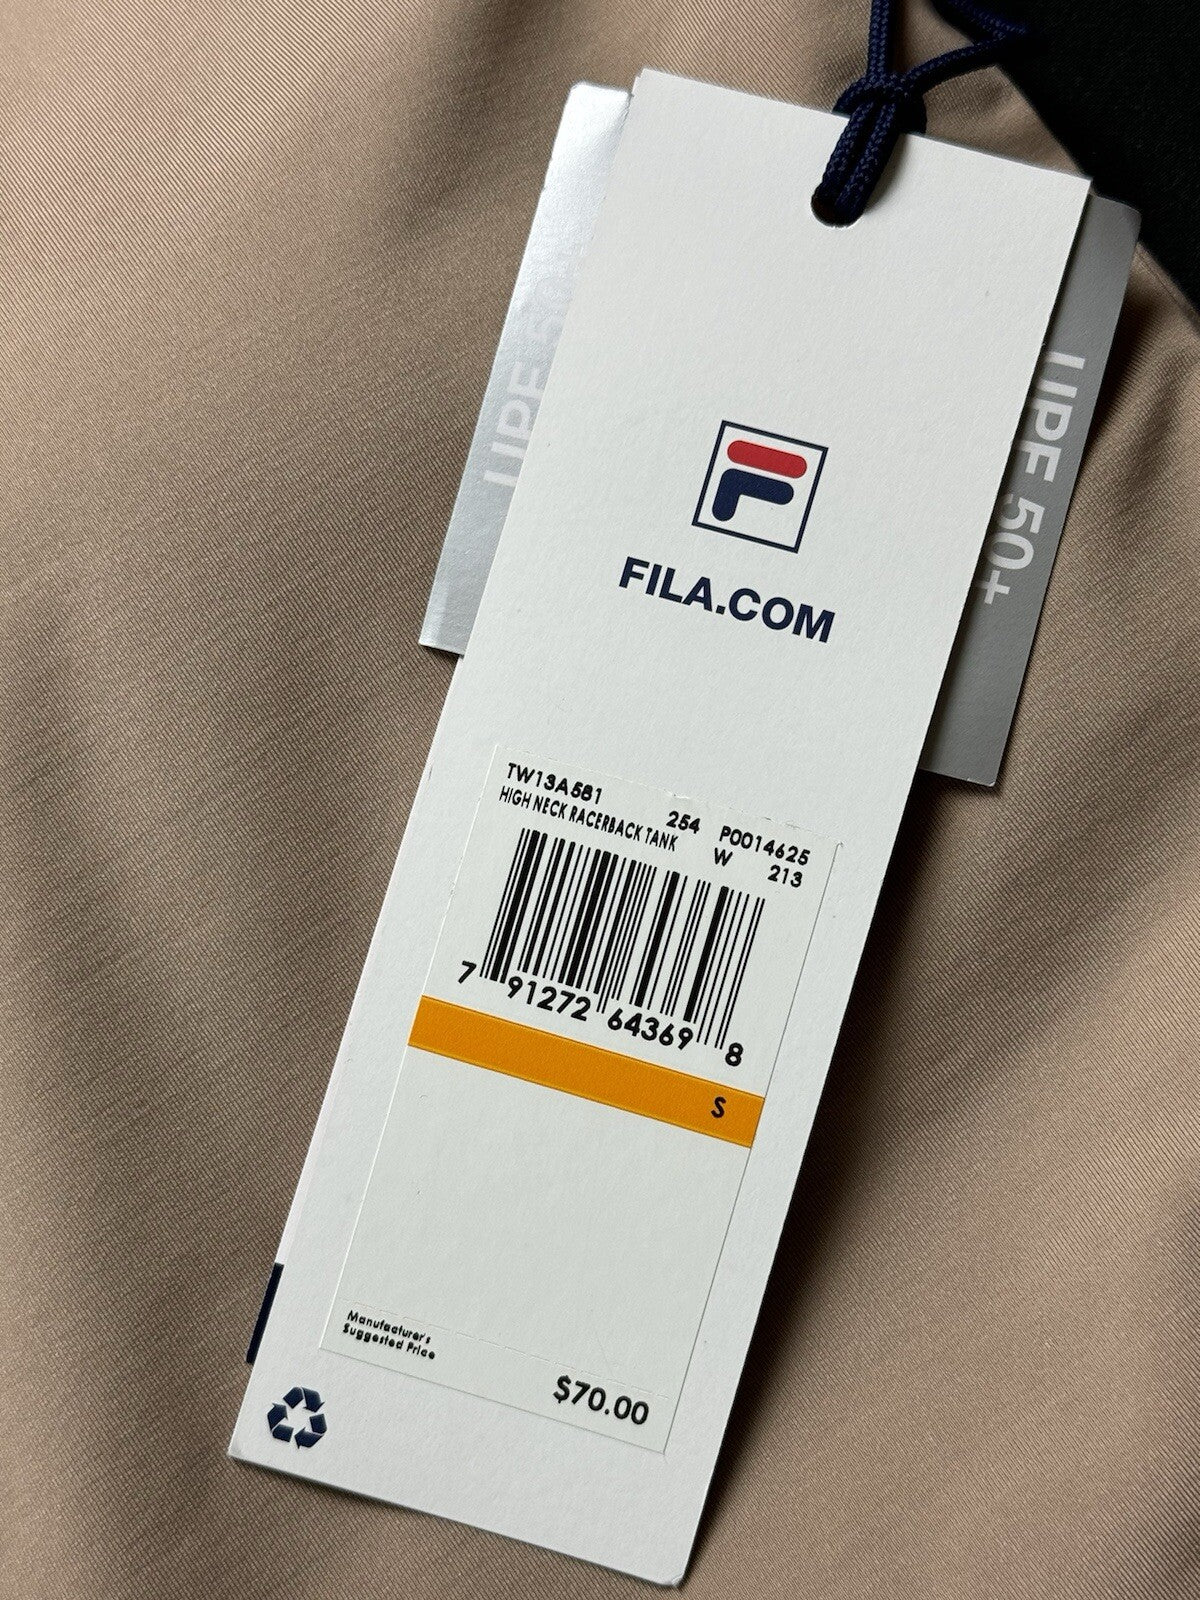 UPF 50+
UPF 50+
FILA.COM
TW13A581 254 P0014625
HIGH NECK RACERBACK TANK W 213
7 91272 64369 8
S
Manufacturer's
Suggested Price
$70.00